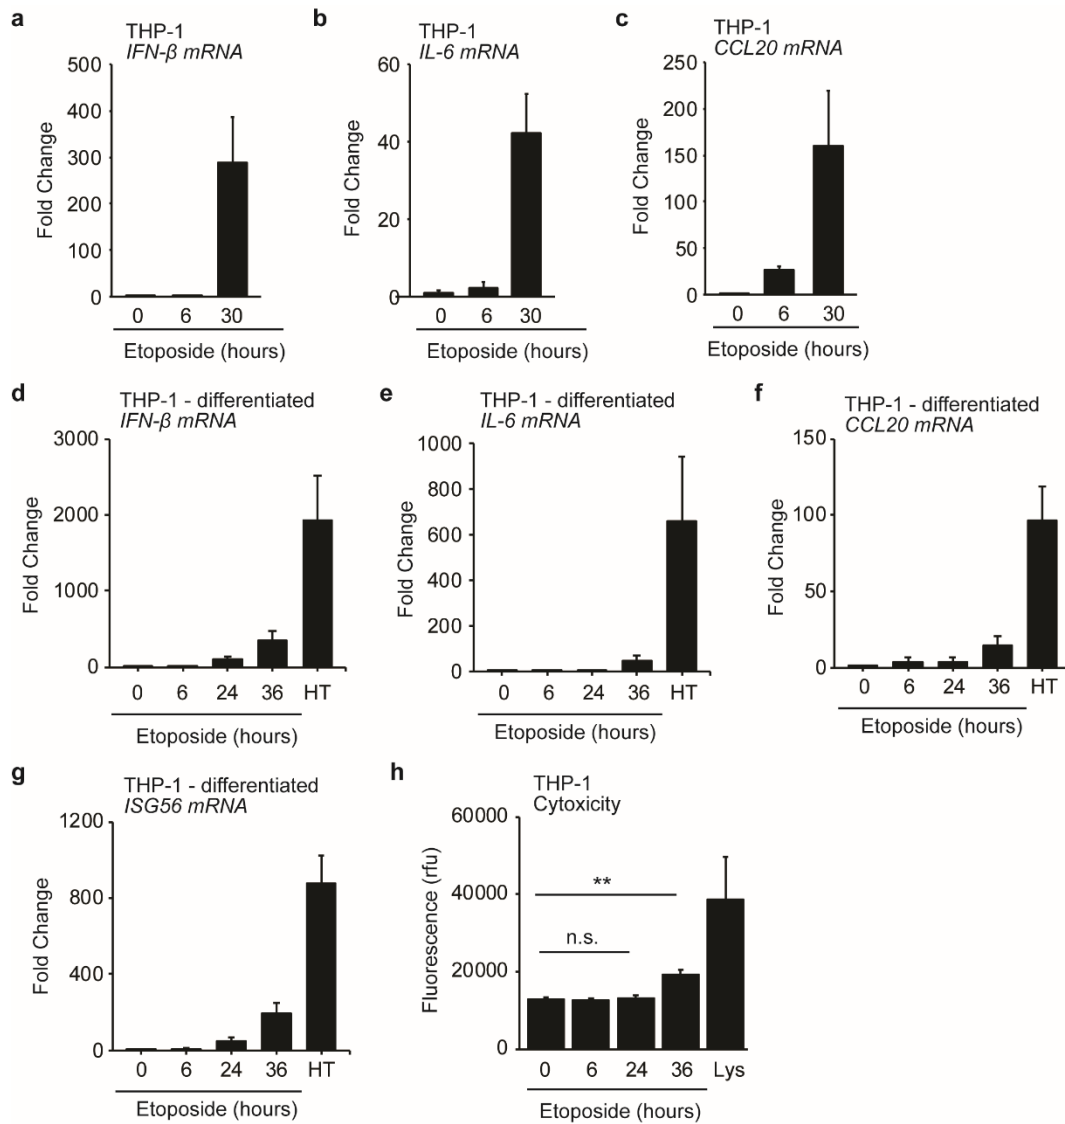 a
THP-1
IFN-β mRNA
500
400
300
200
100
0
Fold Change
0 6 30
Etoposide (hours)
b
THP-1
IL-6 mRNA
60
40
20
0
Fold Change
0 6 30
Etoposide (hours)
c
THP-1
CCL20 mRNA
250
200
150
100
50
0
Fold Change
0 6 30
Etoposide (hours)
d
THP-1 - differentiated
IFN-β mRNA
3000
2000
1000
0
Fold Change
0 6 24 36 HT
Etoposide (hours)
e
THP-1 - differentiated
IL-6 mRNA
1000
800
600
400
200
0
Fold Change
0 6 24 36 HT
Etoposide (hours)
f
THP-1 - differentiated
CCL20 mRNA
150
100
50
0
Fold Change
0 6 24 36 HT
Etoposide (hours)
g
THP-1 - differentiated
ISG56 mRNA
1200
800
400
0
Fold Change
0 6 24 36 HT
Etoposide (hours)
h
THP-1
Cytoxicity
60000
40000
20000
0
Fluorescence (rfu)
**
n.s.
0 6 24 36 Lys
Etoposide (hours)